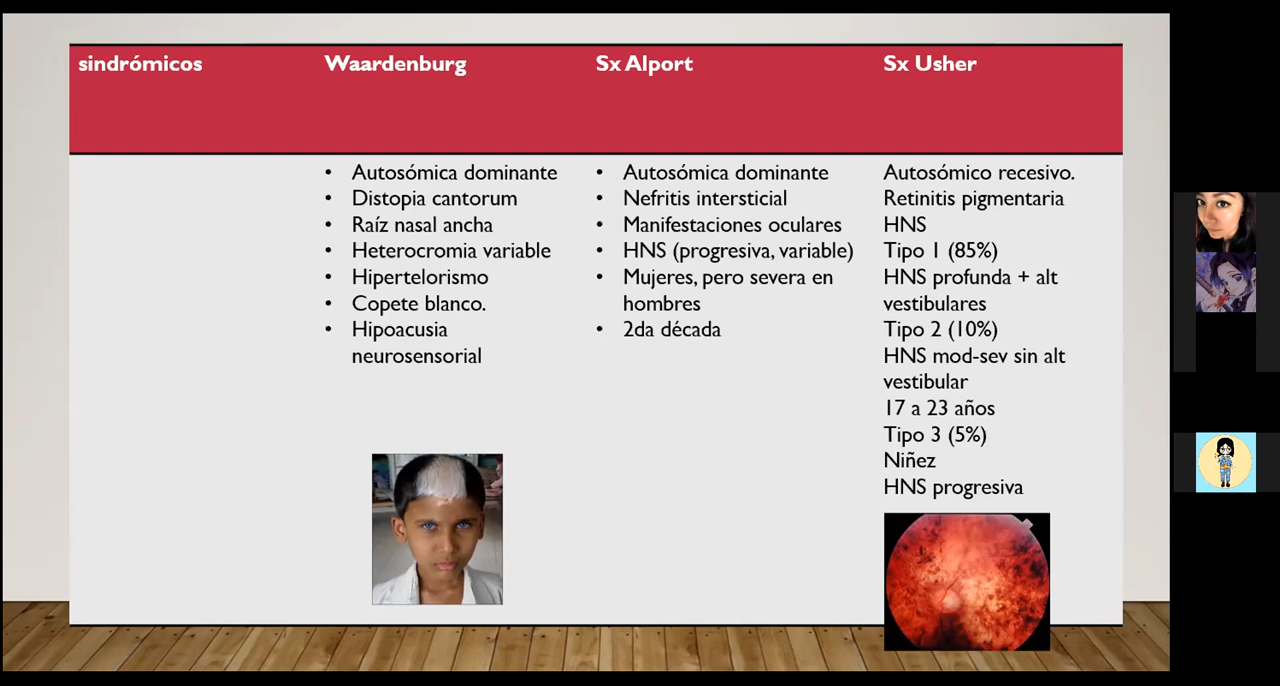 sindrómicos
Waardenburg
Sx Alport
Sx Usher
• Autosómica dominante
• Distopia cantorum
• Raíz nasal ancha
• Heterocromia variable
• Hipertelorismo
• Copete blanco.
• Hipoacusia
neurosensorial
• Autosómica dominante
• Nefritis intersticial
• Manifestaciones oculares
• HNS (progresiva, variable)
• Mujeres, pero severa en
hombres
• 2da década
Autosómico recesivo.
Retinitis pigmentaria
HNS
Tipo 1 (85%)
HNS profunda + alt
vestibulares
Tipo 2 (10%)
HNS mod-sev sin alt
vestibular
17 a 23 años
Tipo 3 (5%)
Niñez
HNS progresiva